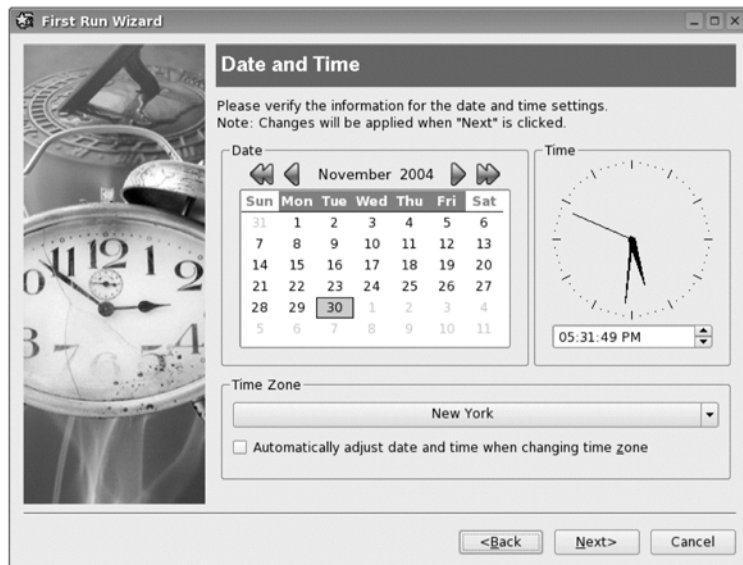 First Run Wizard
Date and Time
Please verify the information for the date and time settings.
Note: Changes will be applied when "Next" is clicked.
Date
November 2004
Sun Mon Tue Wed Thu Fri Sat
31 1 2 3 4 5 6
7 8 9 10 11 12 13
14 15 16 17 18 19 20
21 22 23 24 25 26 27
28 29 30 1 2 3 4
5 6 7 8 9 10 11
Time
05:31:49 PM
Time Zone
New York
Automatically adjust date and time when changing time zone
<Back
Next>
Cancel